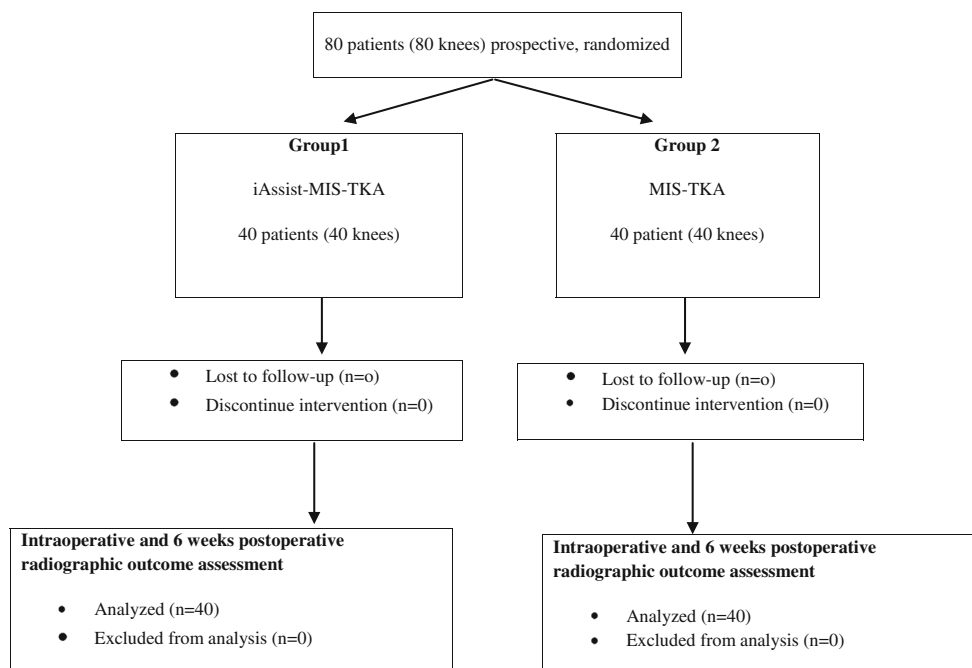 80 patients (80 knees) prospective, randomized
Group1
iAssist-MIS-TKA
40 patients (40 knees)
Group 2
MIS-TKA
40 patient (40 knees)
• Lost to follow-up (n=o)
• Discontinue intervention (n=0)
• Lost to follow-up (n=o)
• Discontinue intervention (n=0)
Intraoperative and 6 weeks postoperative
radiographic outcome assessment
• Analyzed (n=40)
• Excluded from analysis (n=0)
Intraoperative and 6 weeks postoperative
radiographic outcome assessment
• Analyzed (n=40)
• Excluded from analysis (n=0)